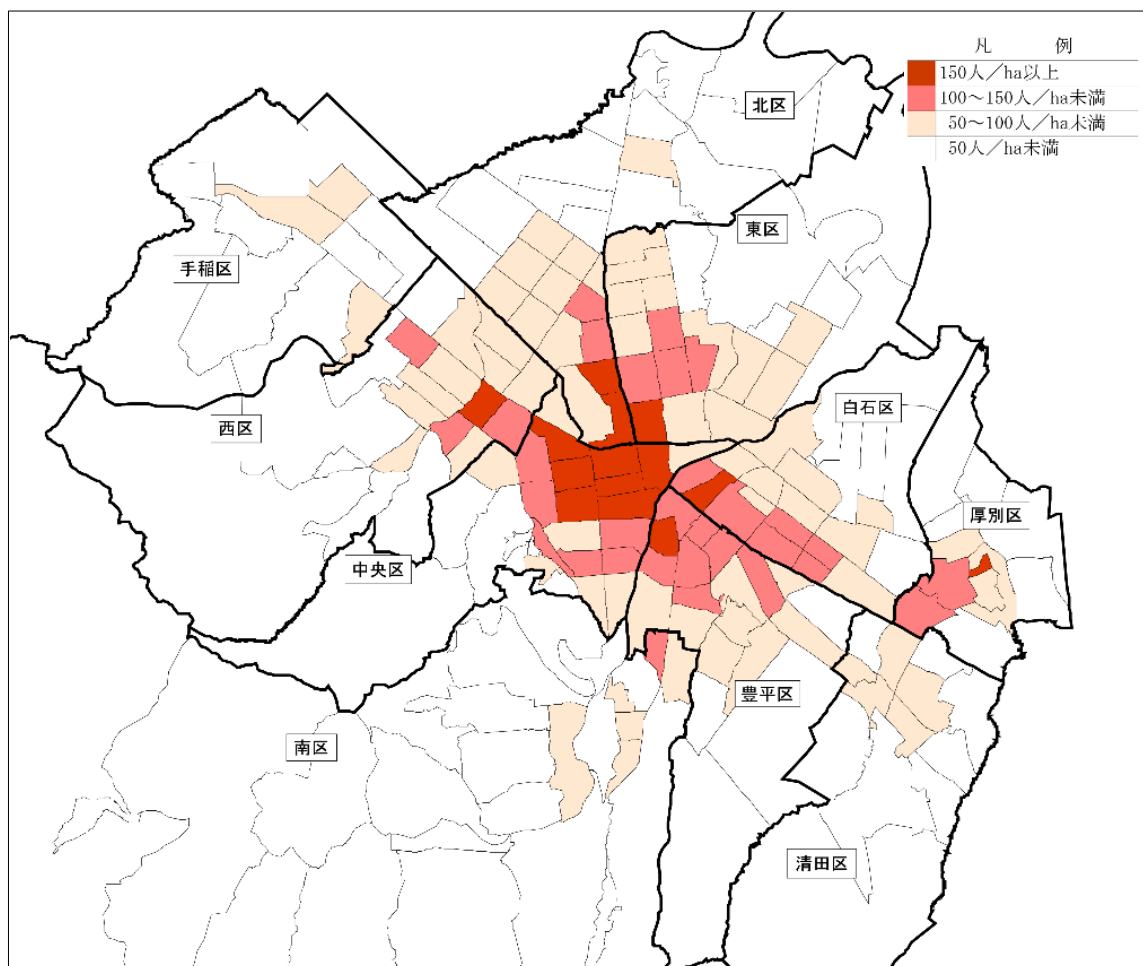 凡 例
150人／ha以上
100～150人／ha未満
50～100人／ha未満
50人／ha未満
北区
東区
手稲区
白石区
西区
厚別区
中央区
豊平区
南区
清田区